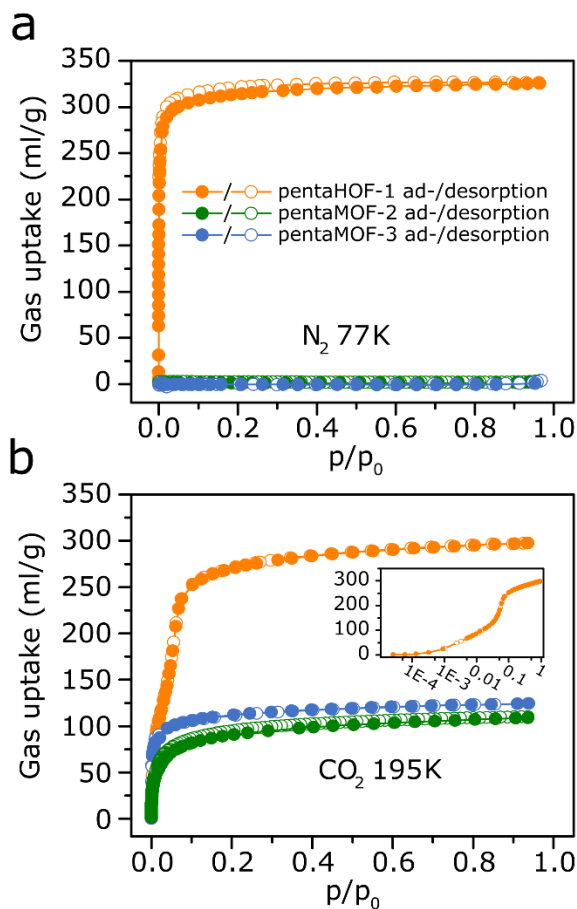 a
350
300
250
200
150
100
50
0
Gas uptake (ml/g)
pentaHOF-1 ad-/desorption
pentaMOF-2 ad-/desorption
pentaMOF-3 ad-/desorption
N₂ 77K
0.0 0.2 0.4 0.6 0.8 1.0
p/p₀
b
350
300
250
200
150
100
50
0
Gas uptake (ml/g)
300
200
100
0
1E-4 1E-3 0.01 0.1 1
CO₂ 195K
0.0 0.2 0.4 0.6 0.8 1.0
p/p₀